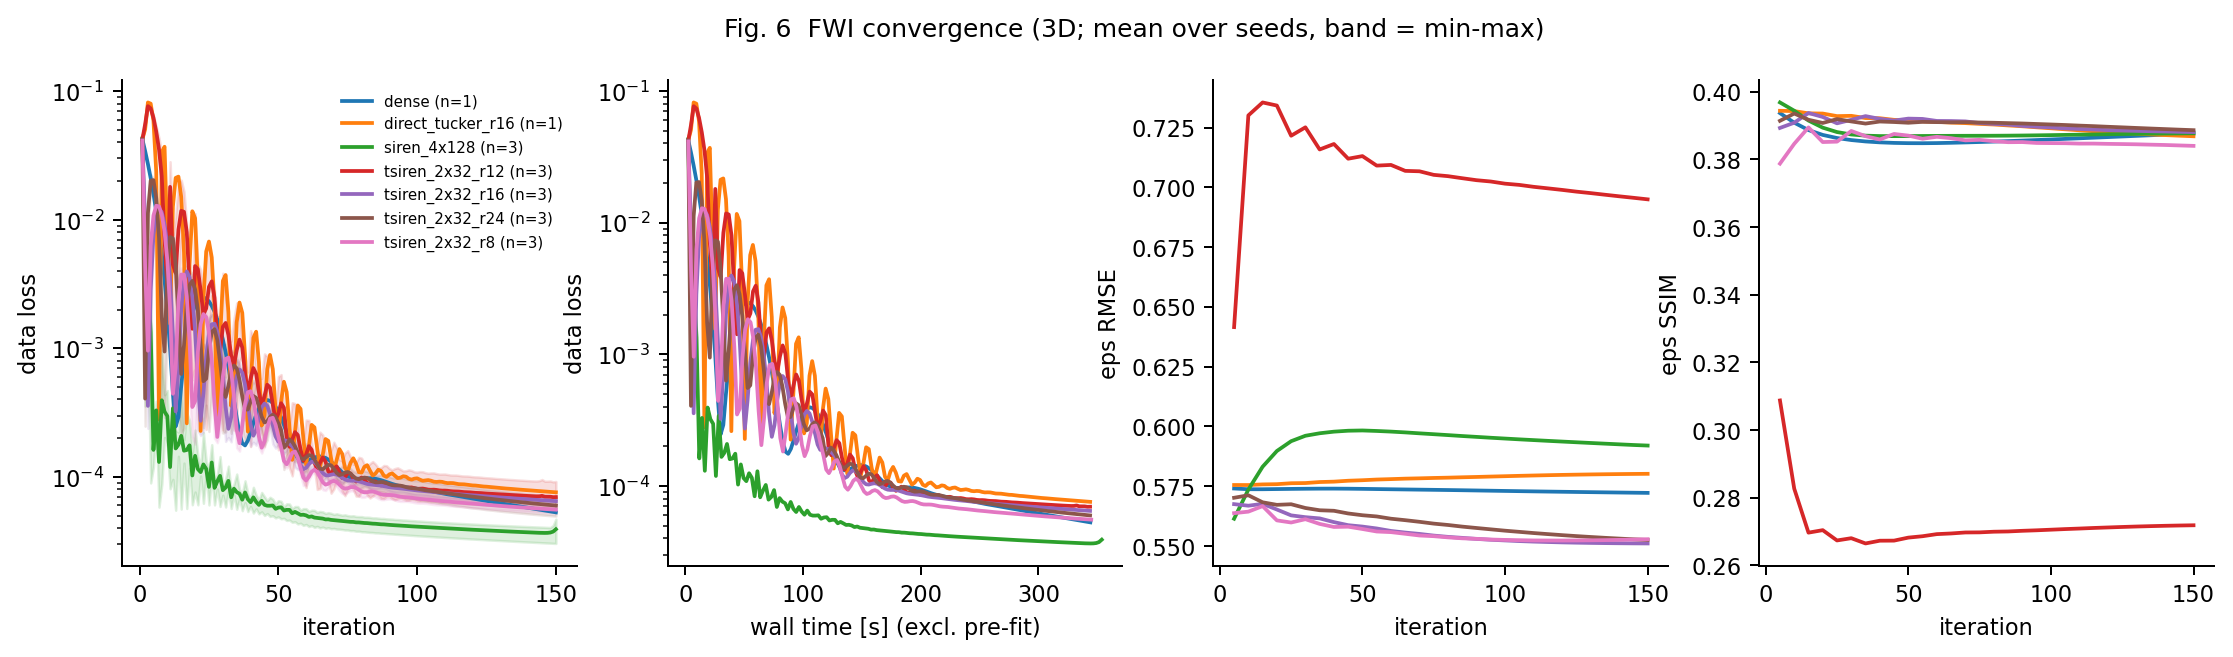 Fig. 6  FWI convergence (3D; mean over seeds, band = min-max)
10⁻¹
10⁻²
10⁻³
10⁻⁴
data loss
0
50
100
150
iteration
dense (n=1)
direct_tucker_r16 (n=1)
siren_4x128 (n=3)
tsiren_2x32_r12 (n=3)
tsiren_2x32_r16 (n=3)
tsiren_2x32_r24 (n=3)
tsiren_2x32_r8 (n=3)
10⁻¹
10⁻²
10⁻³
10⁻⁴
data loss
0
100
200
300
wall time [s] (excl. pre-fit)
0.725
0.700
0.675
0.650
0.625
0.600
0.575
0.550
eps RMSE
0
50
100
150
iteration
0.40
0.38
0.36
0.34
0.32
0.30
0.28
0.26
eps SSIM
0
50
100
150
iteration